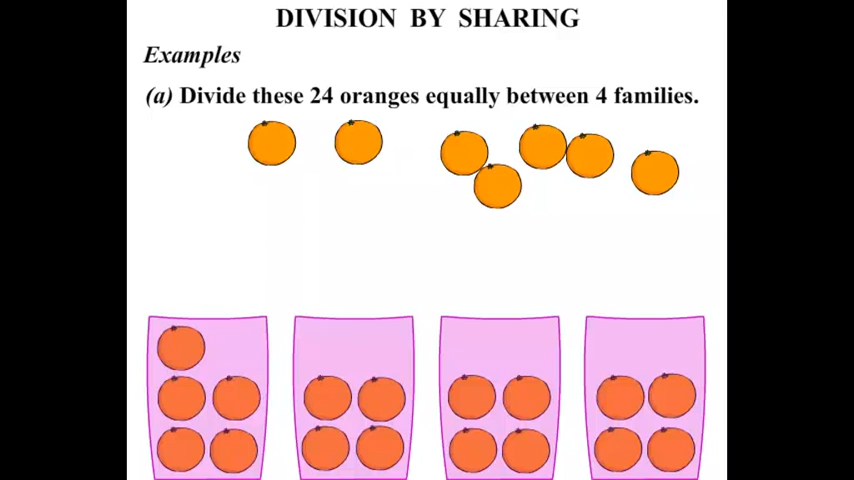 DIVISION BY SHARING
Examples
(a) Divide these 24 oranges equally between 4 families.